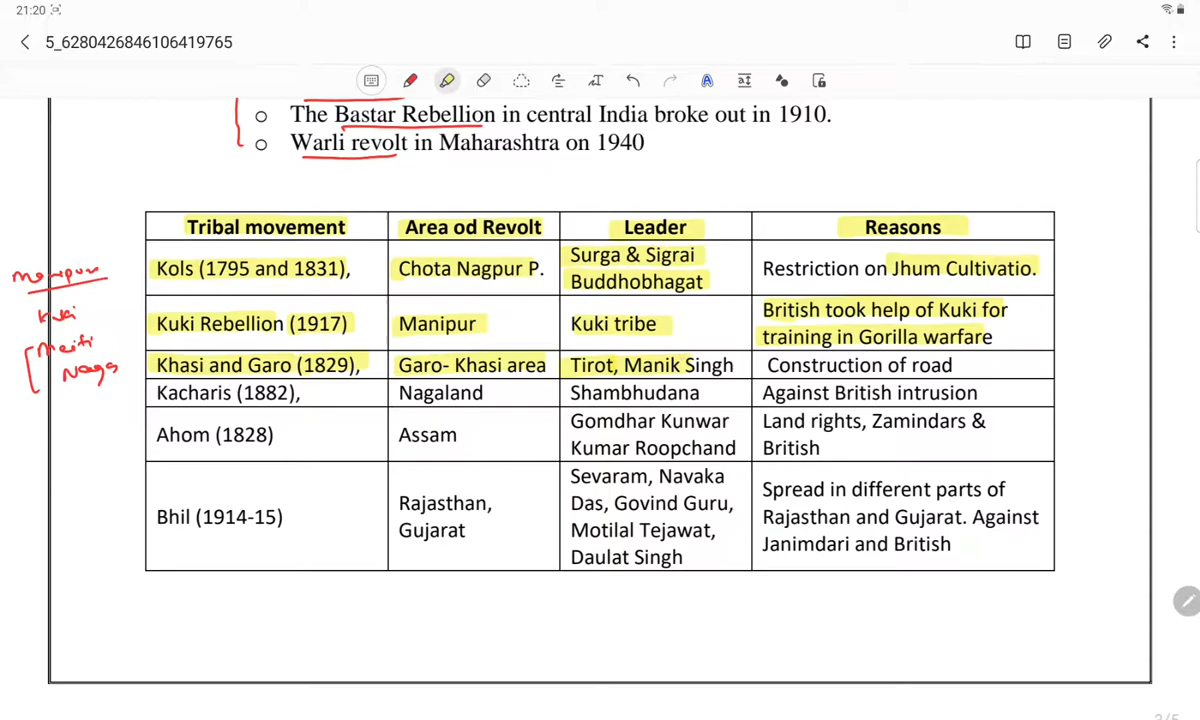 21:20
5_6280426846106419765
The Bastar Rebellion in central India broke out in 1910.
Warli revolt in Maharashtra on 1940
Tribal movement Area od Revolt Leader Reasons
Kols (1795 and 1831), Chota Nagpur P. Surga & Sigrai
Buddhobhagat Restriction on Jhum Cultivatio.
Kuki Rebellion (1917) Manipur Kuki tribe British took help of Kuki for
training in Gorilla warfare
Khasi and Garo (1829), Garo- Khasi area Tirot, Manik Singh Construction of road
Kacharis (1882), Nagaland Shambhudana Against British intrusion
Ahom (1828) Assam Gomdhar Kunwar
Kumar Roopchand Land rights, Zamindars &
British
Bhil (1914-15) Rajasthan,
Gujarat Sevaram, Navaka
Das, Govind Guru,
Motilal Tejawat,
Daulat Singh Spread in different parts of
Rajasthan and Gujarat. Against
Janimdari and British
Manipur
Kuki
Meiti
Naga